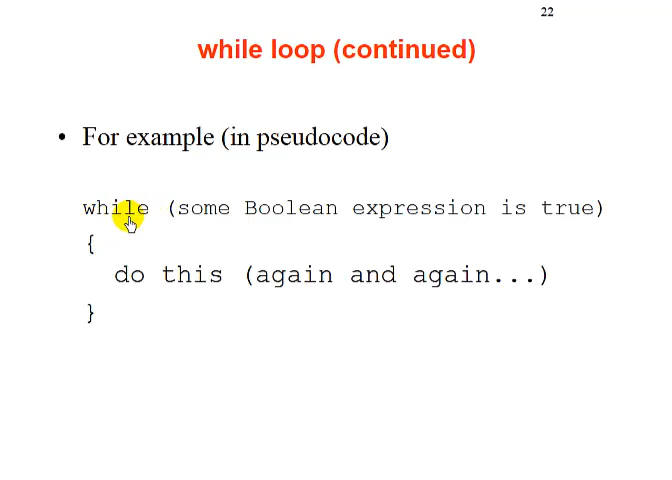 22
while loop (continued)
• For example (in pseudocode)
while (some Boolean expression is true)
{
do this (again and again...)
}